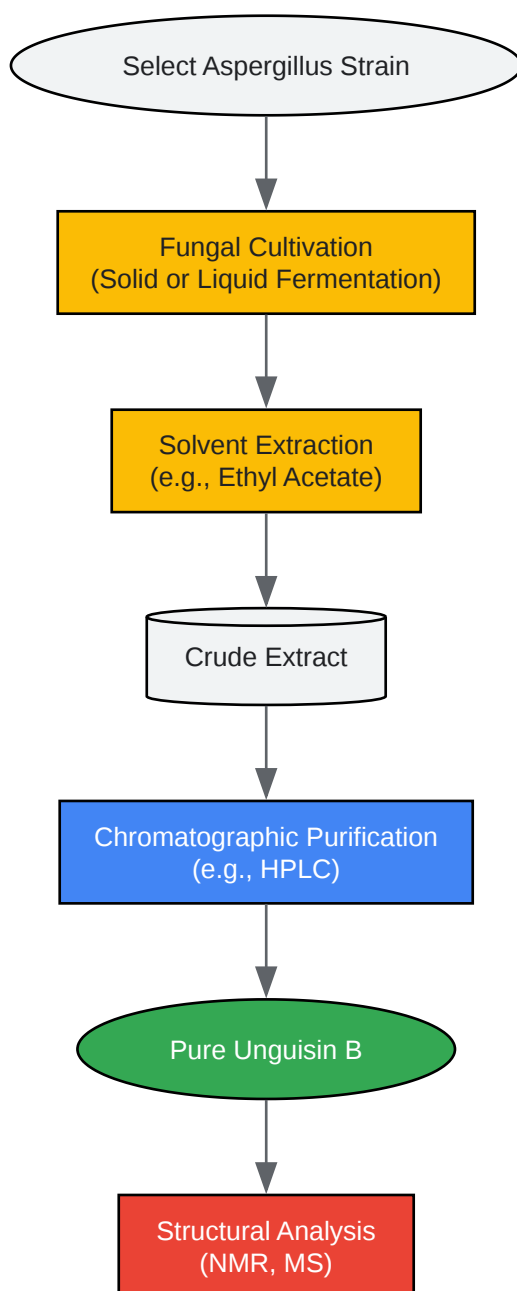 Select Aspergillus Strain
Fungal Cultivation
(Solid or Liquid Fermentation)
Solvent Extraction
(e.g., Ethyl Acetate)
Crude Extract
Chromatographic Purification
(e.g., HPLC)
Pure Unguisin B
Structural Analysis
(NMR, MS)